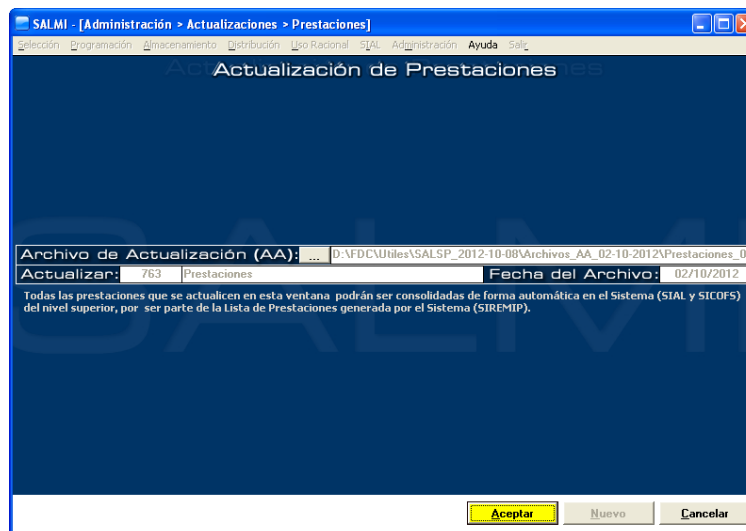 SALMI - [Administración > Actualizaciones > Prestaciones]
Selección Programación Almacenamiento Distribución Uso Racional SIAL Administración Ayuda Salir
Actualización de Prestaciones
Archivo de Actualización (AA): ... D:\FDC\Utiles\SALSP_2012-10-08\Archivos_AA_02-10-2012\Prestaciones_0
Actualizar: 763 Prestaciones Fecha del Archivo: 02/10/2012
Todas las prestaciones que se actualicen en esta ventana podrán ser consolidadas de forma automática en el Sistema (SIAL y SICOFS)
del nivel superior, por ser parte de la Lista de Prestaciones generada por el Sistema (SIREMIP).
Aceptar Nuevo Cancelar